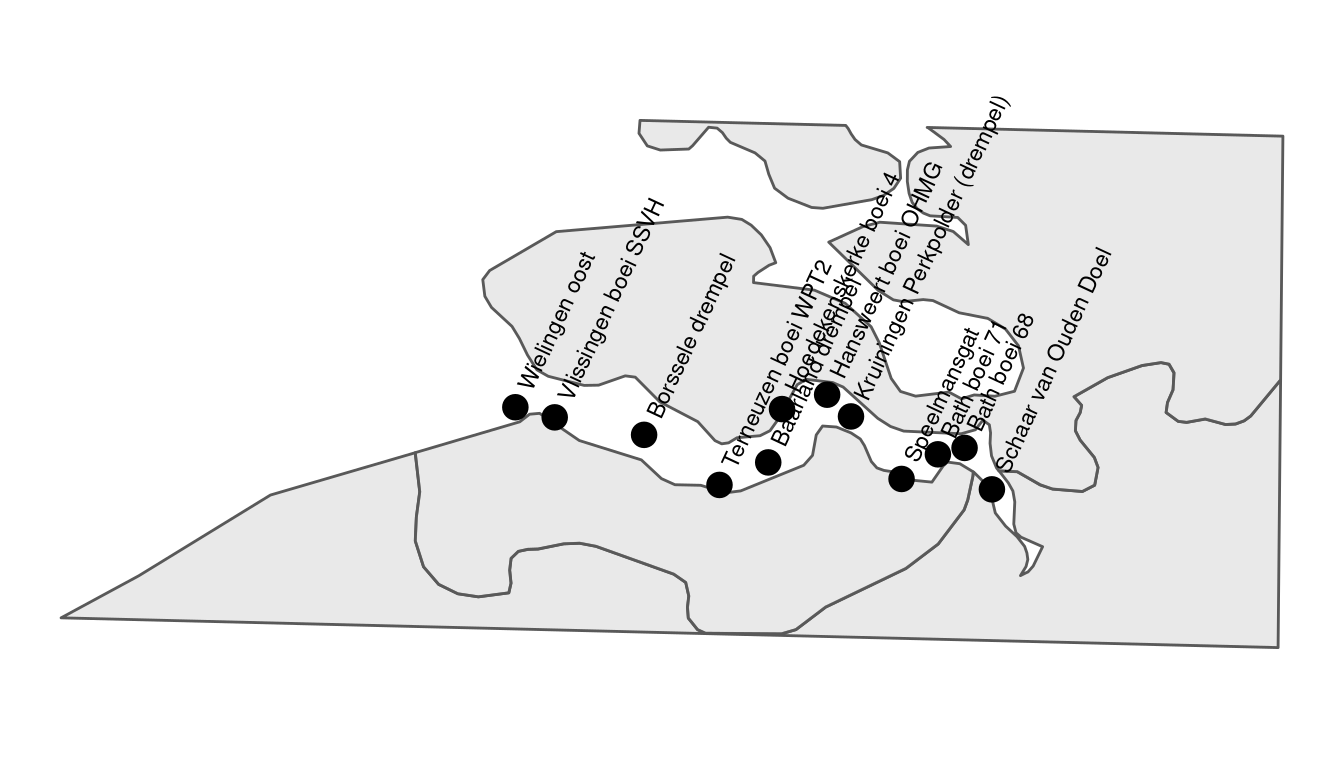 Wielingen oost
Vlissingen boei SSVH
Borssele drempel
Terneuzen boei WPT2
Baarland drempel
Hoedekenskerke boei 4
Hansweert boei OHMG
Kruiningen Perkpolder (drempel)
Speelmansgat
Bath boei 71
Bath boei 68
Schaar van Ouden Doel